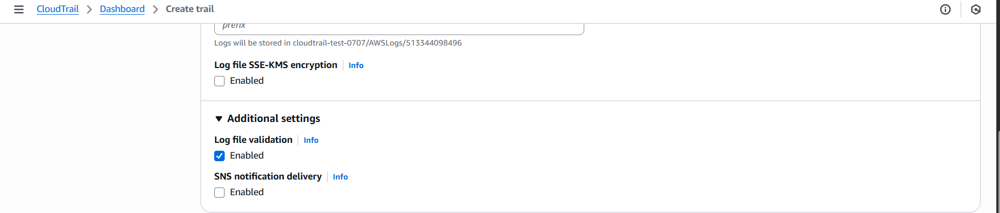 CloudTrail > Dashboard > Create trail
prefix
Logs will be stored in cloudtrail-test-0707/AWSLogs/513344098496
Log file SSE-KMS encryption | Info
Enabled
Additional settings
Log file validation | Info
Enabled
SNS notification delivery | Info
Enabled